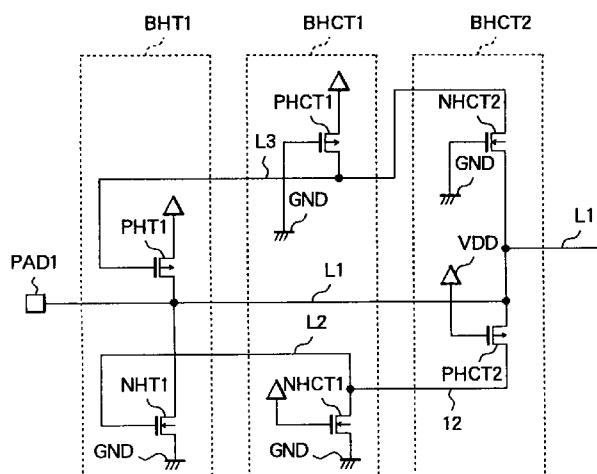 BHT1
BHCT1
BHCT2
PHCT1
NHCT2
L3
GND
GND
PHT1
VDD
L1
PAD1
L1
L2
PHCT2
NHT1
NHCT1
12
GND
GND